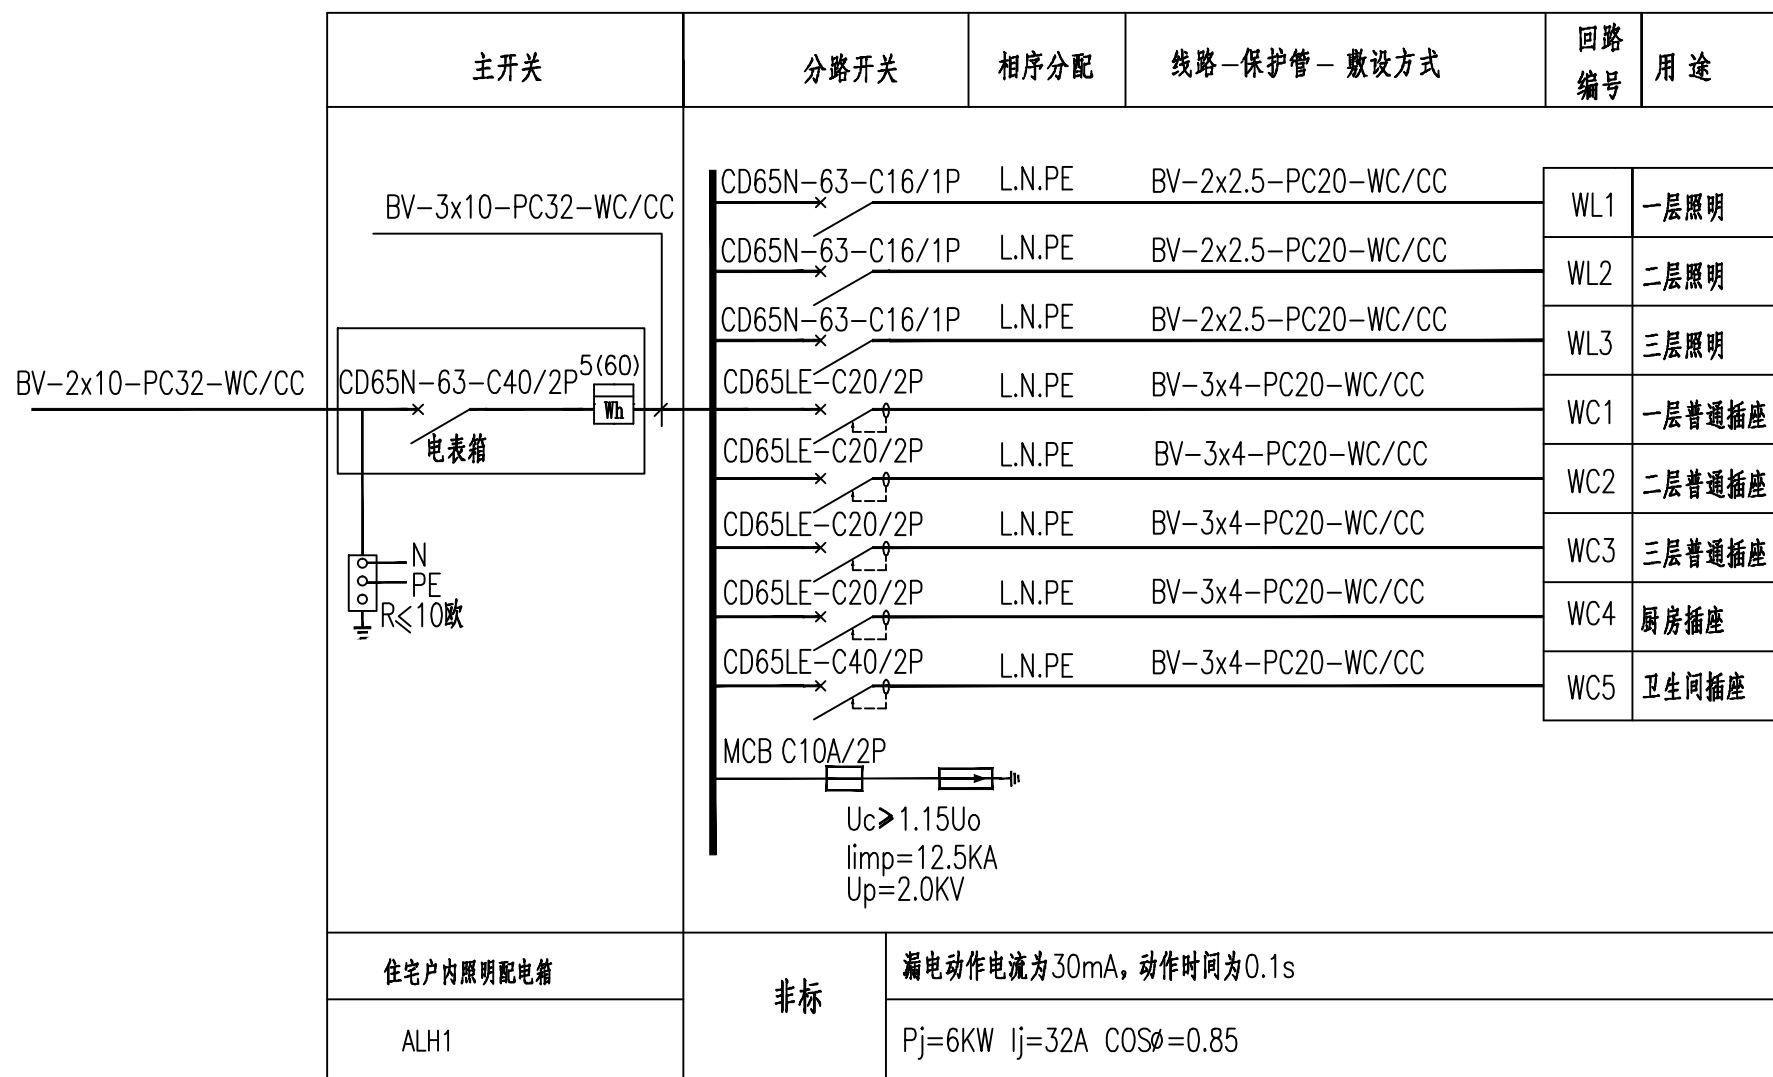 主开关 分路开关 相序分配 线路-保护管-敷设方式 回路编号 用途
BV-2x10-PC32-WC/CC
BV-3x10-PC32-WC/CC
CD65N-63-C40/2P
5(60)
Wh
电表箱
N
PE
R≤10欧
CD65N-63-C16/1P L.N.PE BV-2x2.5-PC20-WC/CC WL1 一层照明
CD65N-63-C16/1P L.N.PE BV-2x2.5-PC20-WC/CC WL2 二层照明
CD65N-63-C16/1P L.N.PE BV-2x2.5-PC20-WC/CC WL3 三层照明
CD65LE-C20/2P L.N.PE BV-3x4-PC20-WC/CC WC1 一层普通插座
CD65LE-C20/2P L.N.PE BV-3x4-PC20-WC/CC WC2 二层普通插座
CD65LE-C20/2P L.N.PE BV-3x4-PC20-WC/CC WC3 三层普通插座
CD65LE-C20/2P L.N.PE BV-3x4-PC20-WC/CC WC4 厨房插座
CD65LE-C40/2P L.N.PE BV-3x4-PC20-WC/CC WC5 卫生间插座
MCB C10A/2P
Uc≥1.15Uo
Iimp=12.5KA
Up=2.0KV
住宅户内照明配电箱
ALH1
非标
漏电动作电流为30mA，动作时间为0.1s
Pj=6KW Ij=32A COSø=0.85